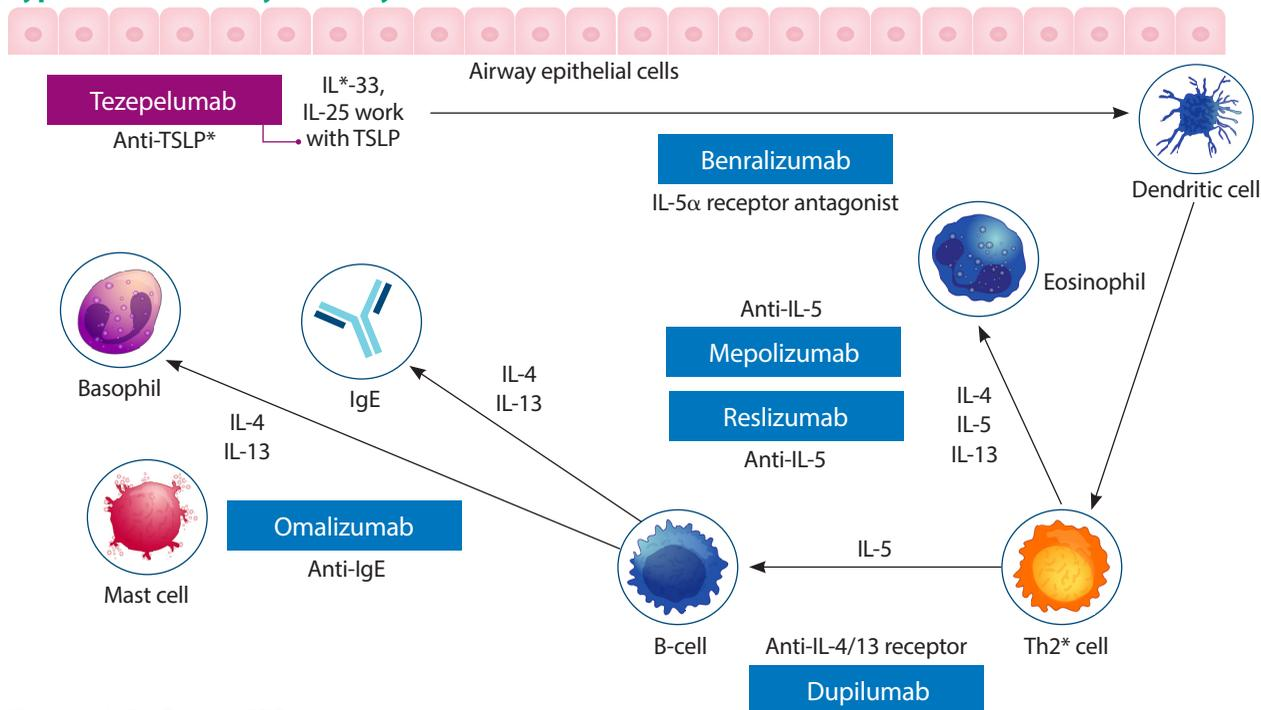 Airway epithelial cells
Tezepelumab
Anti-TSLP*
IL*-33,
IL-25 work
with TSLP
Dendritic cell
Benralizumab
IL-5α receptor antagonist
Eosinophil
Anti-IL-5
Mepolizumab
Reslizumab
Anti-IL-5
IL-4
IL-5
IL-13
Basophil
IgE
IL-4
IL-13
IL-4
IL-13
Mast cell
Omalizumab
Anti-IgE
B-cell
IL-5
Th2* cell
Anti-IL-4/13 receptor
Dupilumab